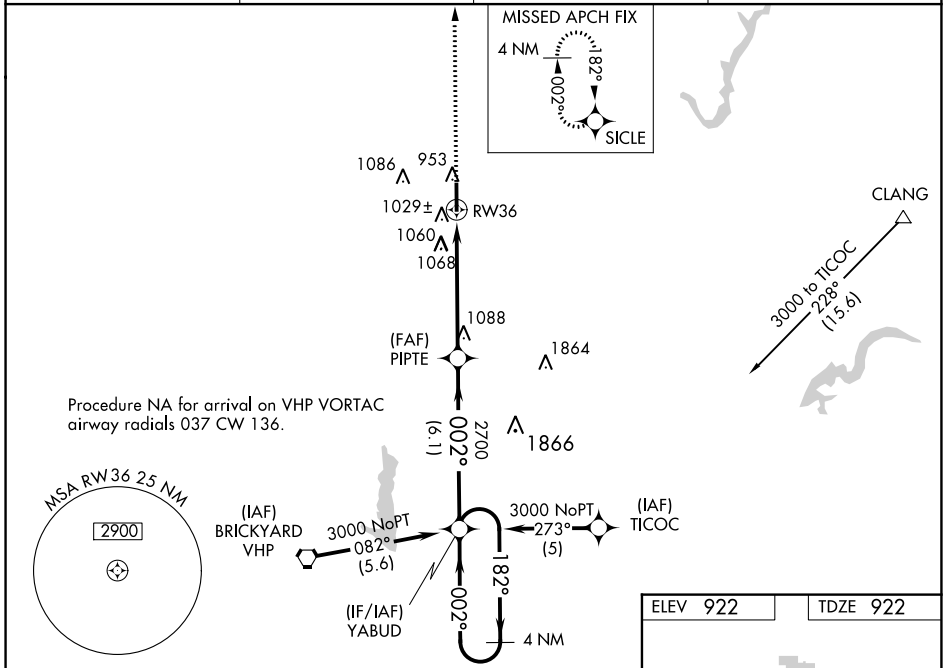 MISSED APCH FIX
4 NM
182°
002°
SICLE
1086
953
1029±
RW36
1060
1068
CLANG
3000 to TICOC
228°
(15.6)
1088
(FAF)
PIPTE
1864
Procedure NA for arrival on VHP VORTAC
airway radials 037 CW 136.
2700
002°
(6.1)
1866
MSA RW36 25 NM
2900
(IAF)
BRICKYARD
VHP
3000 NoPT
082°
(5.6)
3000 NoPT
273°
(5)
(IAF)
TICOC
182°
002°
(IF/IAF)
YABUD
4 NM
ELEV 922
TDZE 922